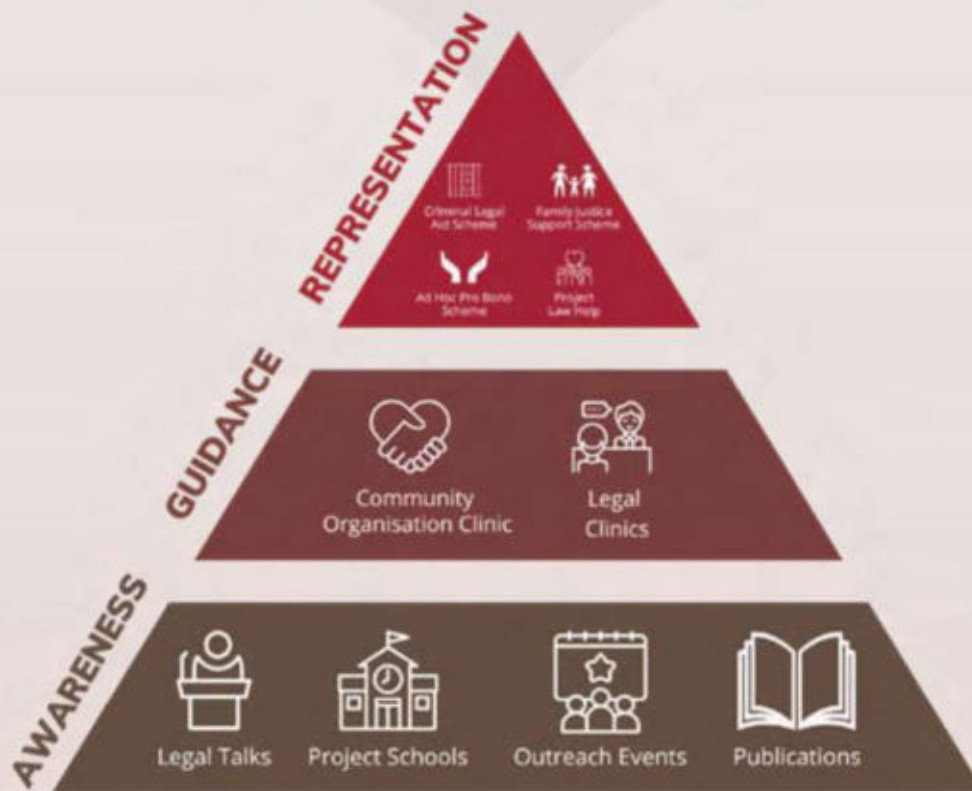 REPRESENTATION
Criminal Legal
Aid Scheme
Family Justice
Support Scheme
Ad Hoc Pro Bono
Scheme
Project
Law Help
GUIDANCE
Community
Organisation Clinic
Legal
Clinics
AWARENESS
Legal Talks
Project Schools
Outreach Events
Publications